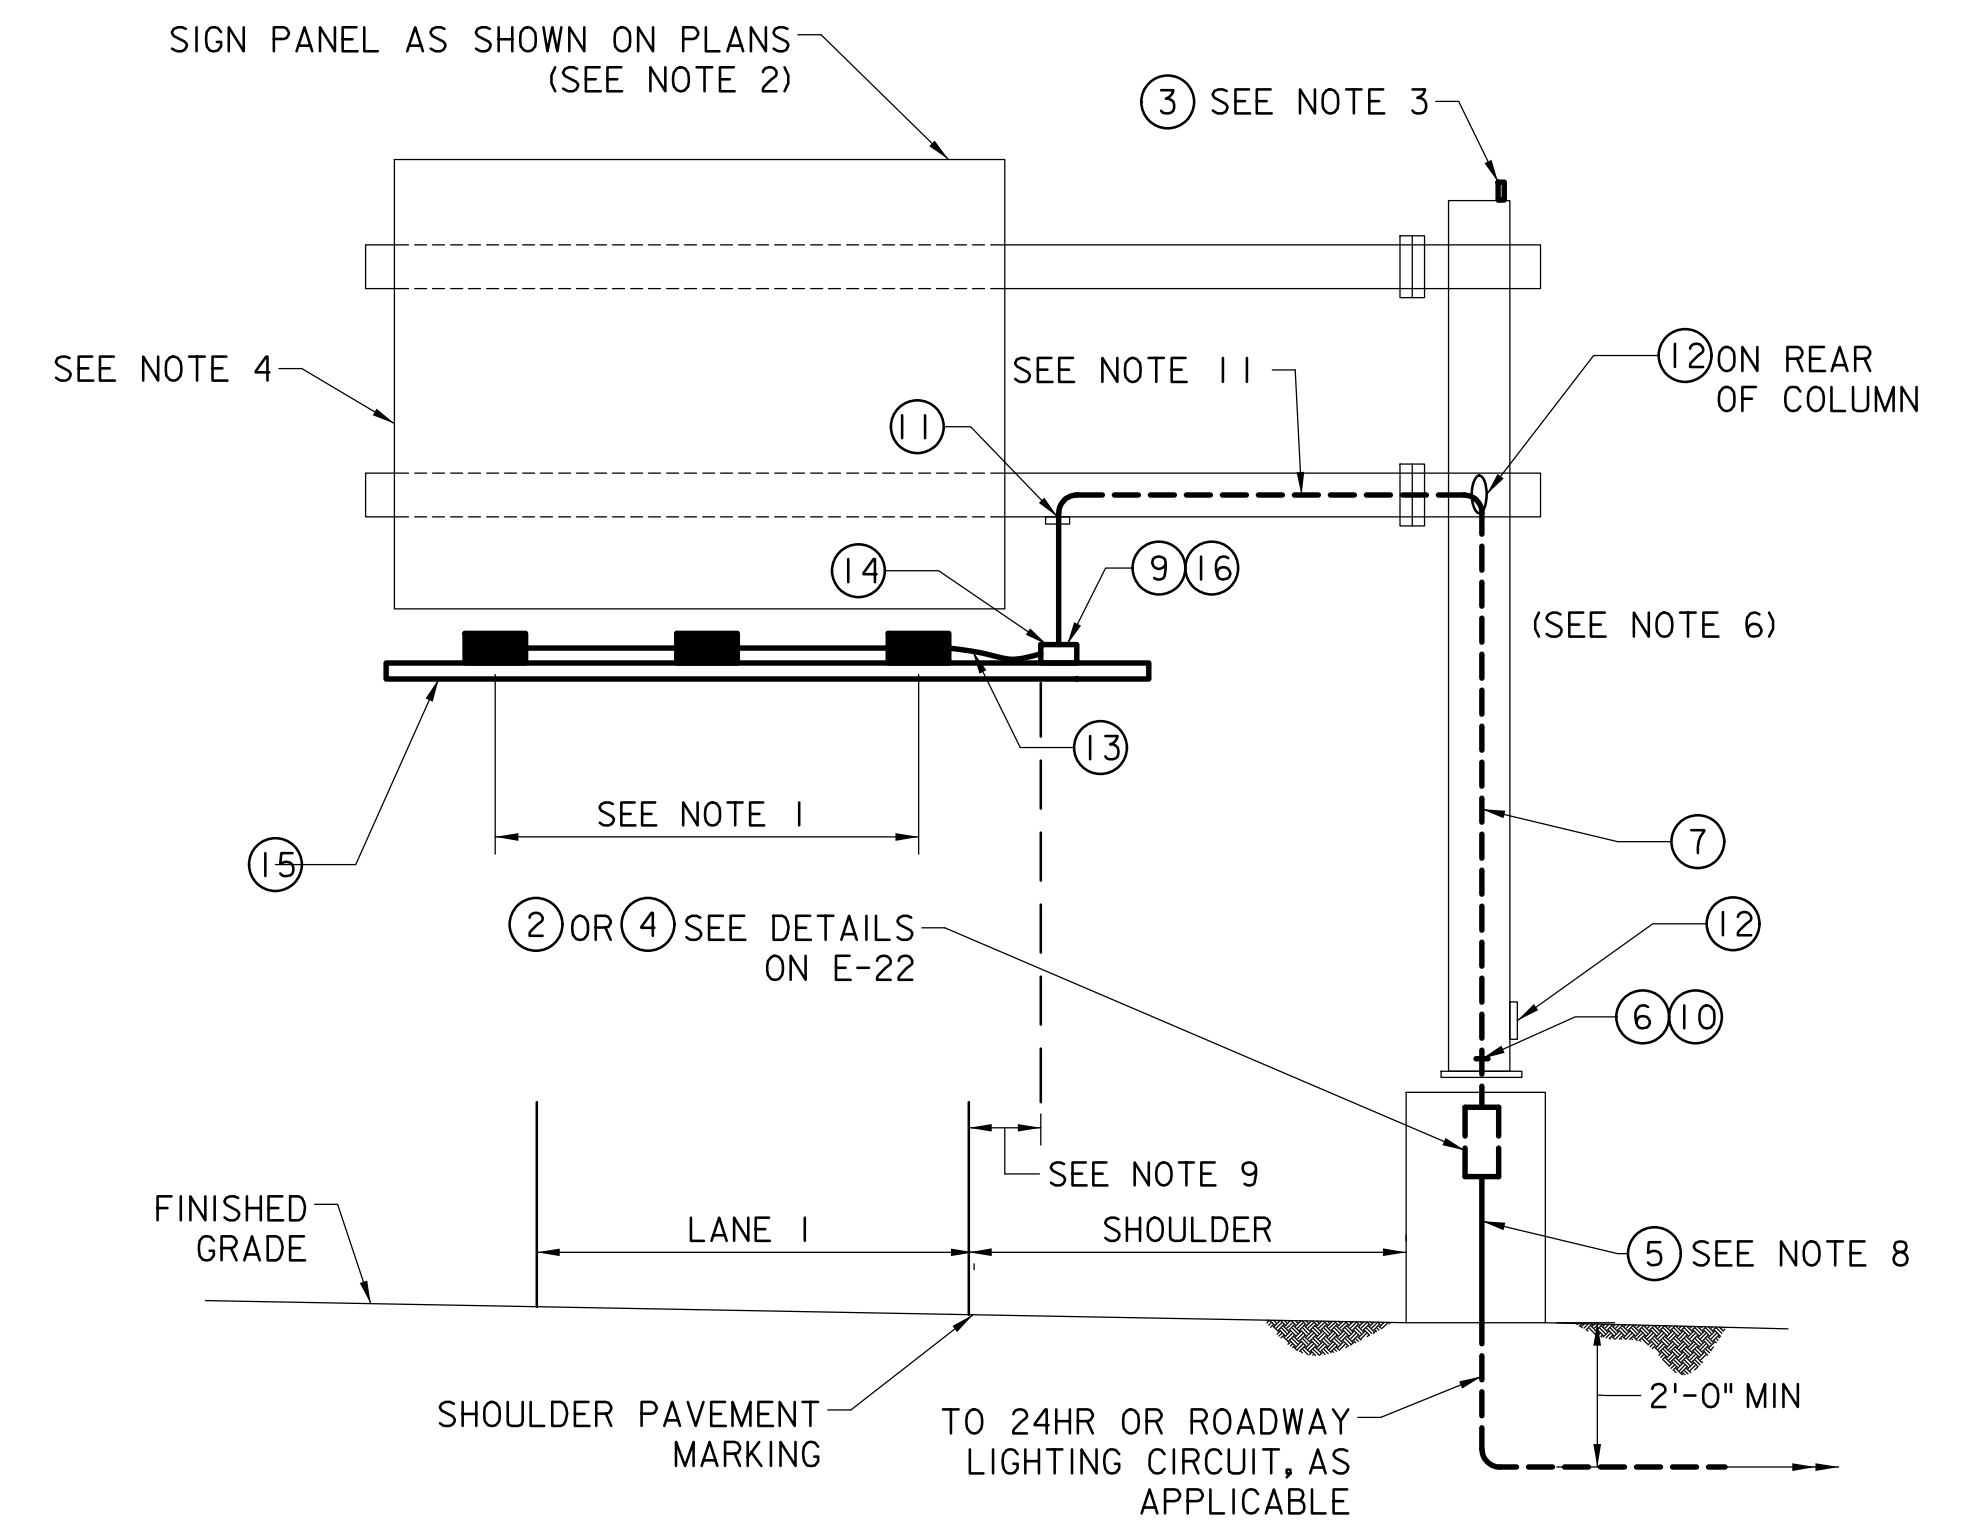 SIGN PANEL AS SHOWN ON PLANS
(SEE NOTE 2)
3 SEE NOTE 3
SEE NOTE 4
SEE NOTE 11
12 ON REAR
OF COLUMN
11
14
9 16
(SEE NOTE 6)
13
SEE NOTE 1
7
15
2 OR 4 SEE DETAILS
ON E-22
12
6 10
SEE NOTE 9
FINISHED
GRADE
LANE 1
SHOULDER
5 SEE NOTE 8
SHOULDER PAVEMENT
MARKING
TO 24HR OR ROADWAY
LIGHTING CIRCUIT, AS
APPLICABLE
2'-0" MIN